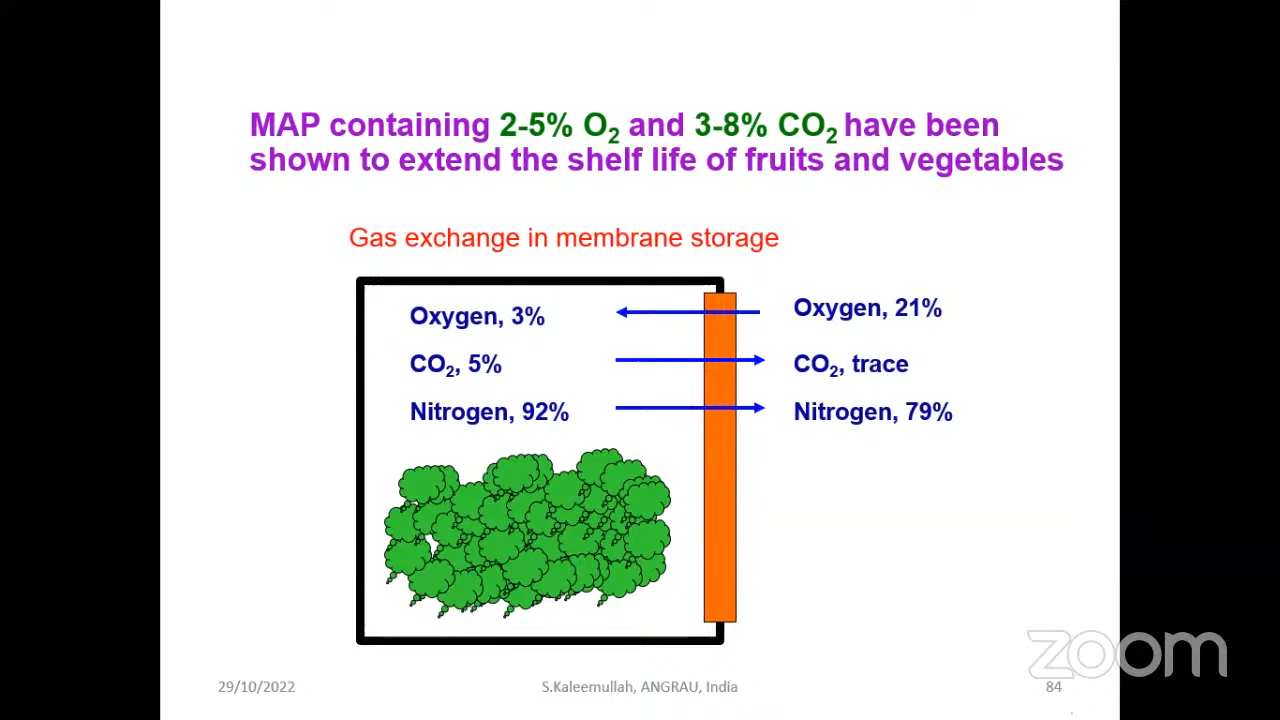 MAP containing 2-5% O₂ and 3-8% CO₂ have been
shown to extend the shelf life of fruits and vegetables
Gas exchange in membrane storage
Oxygen, 3%
Oxygen, 21%
CO₂, 5%
CO₂, trace
Nitrogen, 92%
Nitrogen, 79%
zoom
29/10/2022
S.Kaleemullah, ANGRAU, India
84